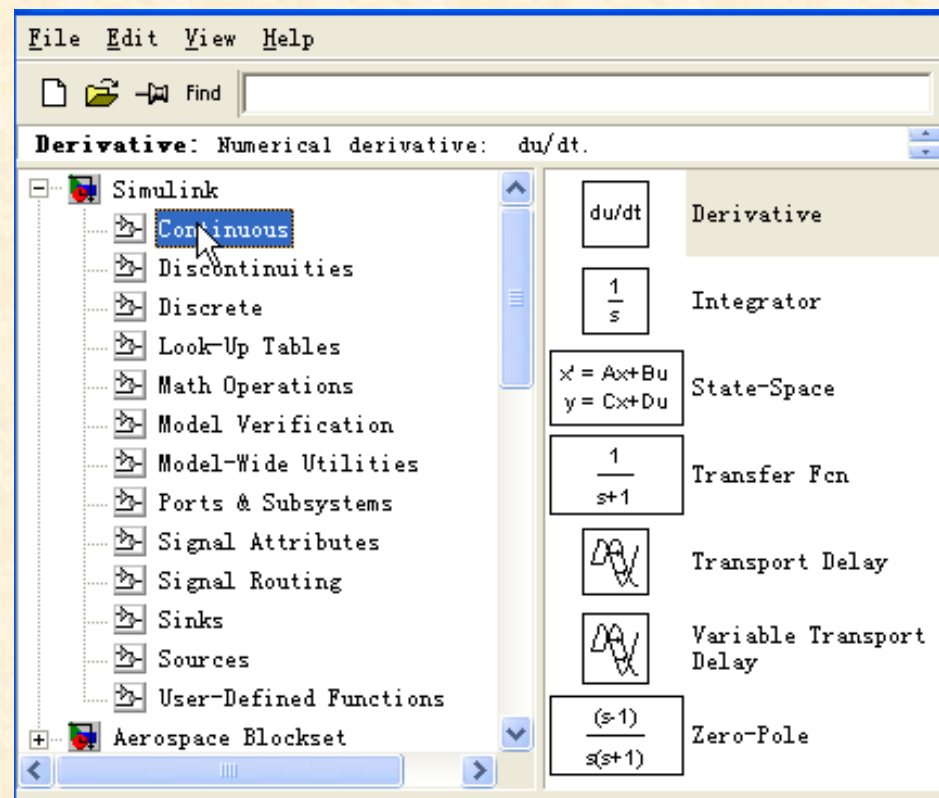 File Edit View Help
Find
Derivative: Numerical derivative: du/dt.
Simulink
Continuous
Discontinuities
Discrete
Look-Up Tables
Math Operations
Model Verification
Model-Wide Utilities
Ports & Subsystems
Signal Attributes
Signal Routing
Sinks
Sources
User-Defined Functions
Aerospace Blockset
du/dt Derivative
1
s
Integrator
x' = Ax+Bu
y = Cx+Du
State-Space
1
s+1
Transfer Fcn
Transport Delay
Variable Transport
Delay
(s-1)
s(s+1)
Zero-Pole